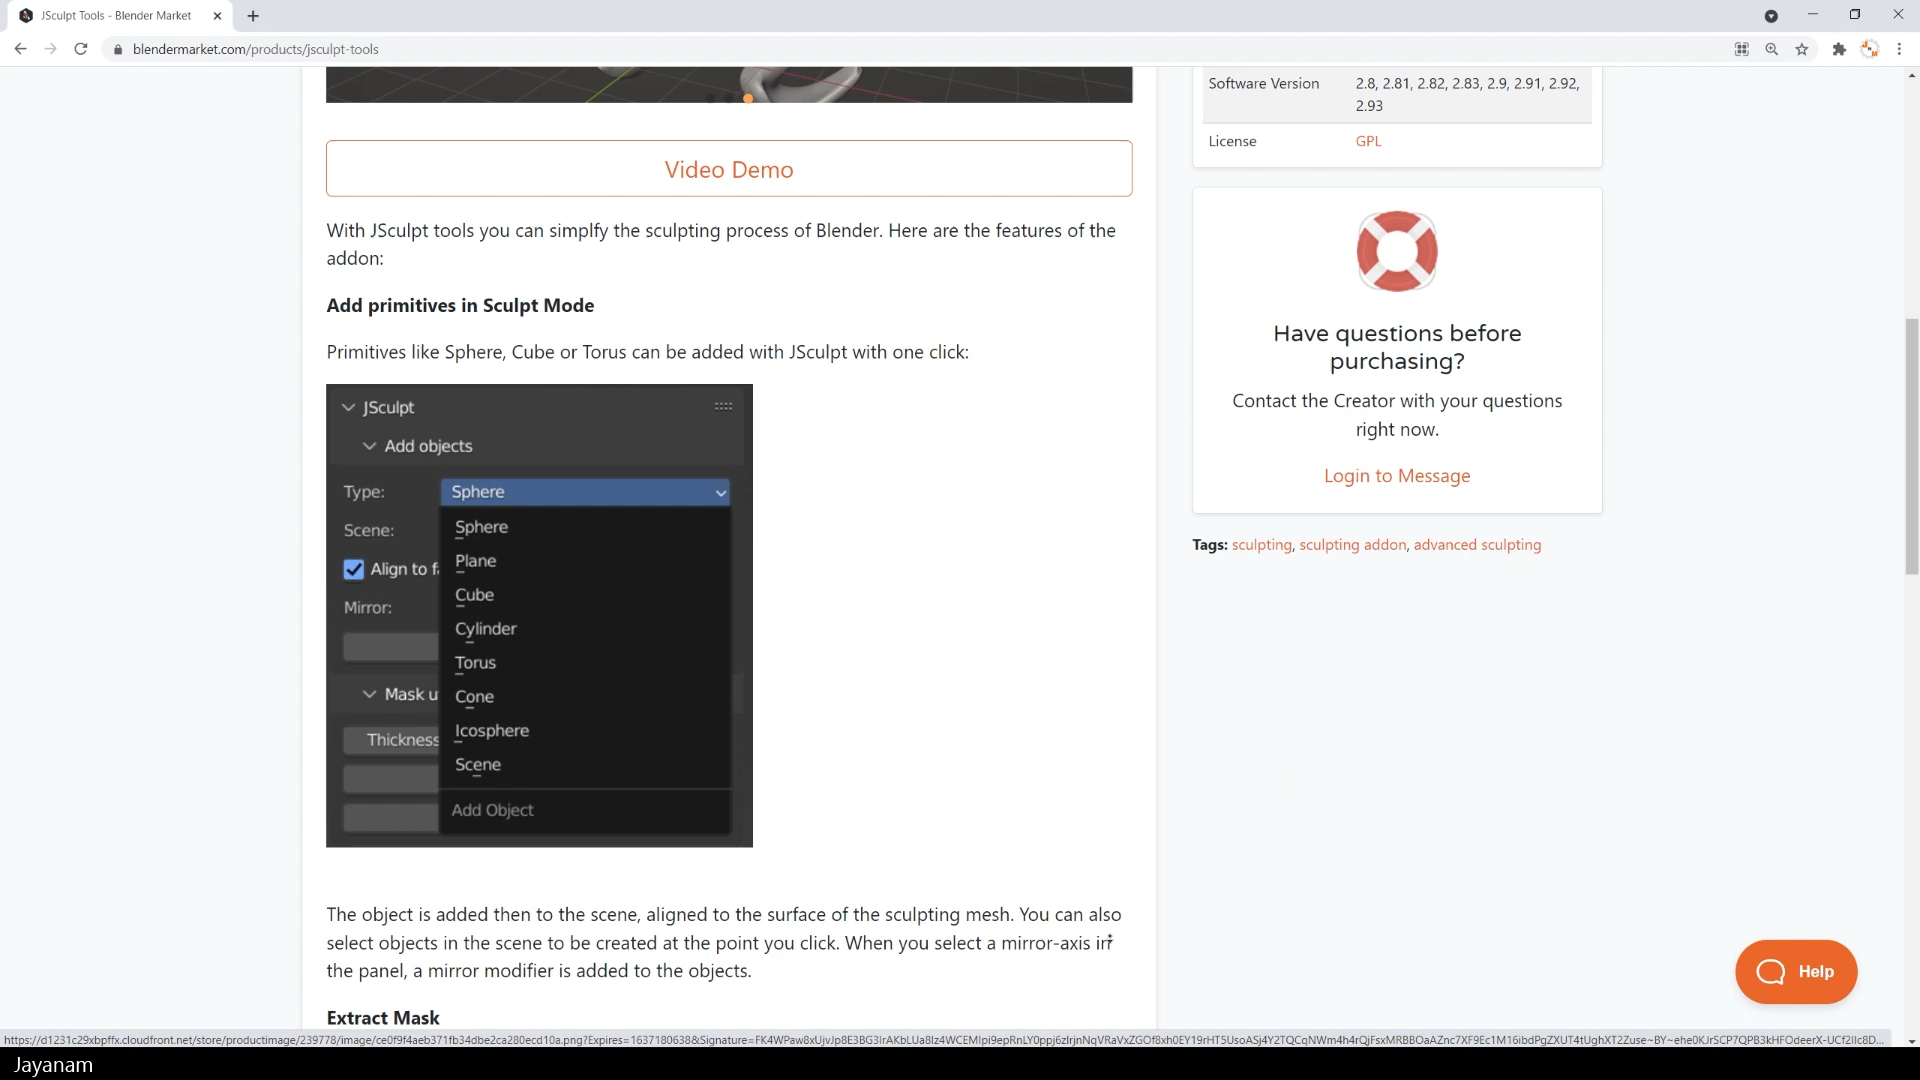 JSculpt Tools - Blender Market
blendermarket.com/products/jsculpt-tools
Software Version 2.8, 2.81, 2.82, 2.83, 2.9, 2.91, 2.92,
2.93
License GPL
Video Demo
With JSculpt tools you can simplfy the sculpting process of Blender. Here are the features of the
addon:
Add primitives in Sculpt Mode
Primitives like Sphere, Cube or Torus can be added with JSculpt with one click:
JSculpt
Add objects
Type: Sphere
Scene:
Align to fa
Mirror:
Mask u
Thickness
Sphere
Plane
Cube
Cylinder
Torus
Cone
Icosphere
Scene
Add Object
The object is added then to the scene, aligned to the surface of the sculpting mesh. You can also
select objects in the scene to be created at the point you click. When you select a mirror-axis in
the panel, a mirror modifier is added to the objects.
Extract Mask
Have questions before
purchasing?
Contact the Creator with your questions
right now.
Login to Message
Tags: sculpting, sculpting addon, advanced sculpting
Help
Jayanam